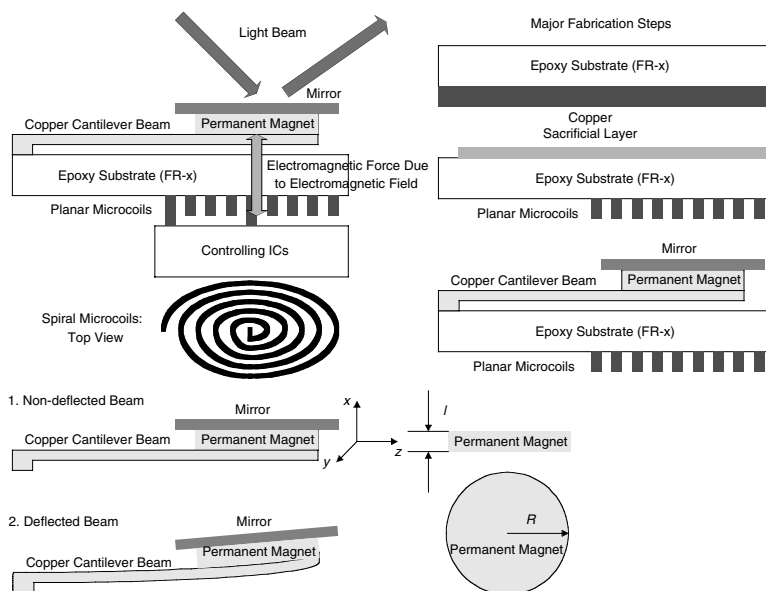 Light Beam
Mirror
Copper Cantilever Beam
Permanent Magnet
Electromagnetic Force Due
to Electromagnetic Field
Epoxy Substrate (FR-x)
Planar Microcoils
Controlling ICs
Spiral Microcoils:
Top View
Major Fabrication Steps
Epoxy Substrate (FR-x)
Copper
Sacrificial Layer
Epoxy Substrate (FR-x)
Planar Microcoils
Mirror
Copper Cantilever Beam
Permanent Magnet
Epoxy Substrate (FR-x)
Planar Microcoils
1. Non-deflected Beam
Mirror
Copper Cantilever Beam
Permanent Magnet
x
y
z
l
Permanent Magnet
R
Permanent Magnet
2. Deflected Beam
Mirror
Copper Cantilever Beam
Permanent Magnet